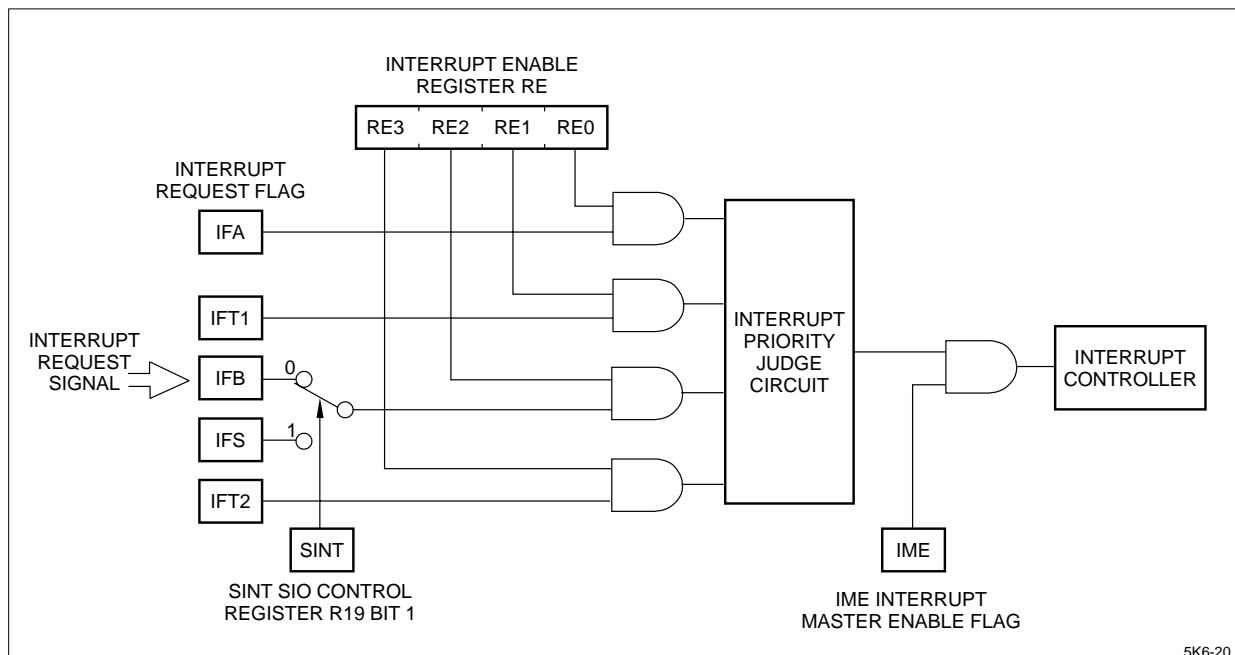 INTERRUPT ENABLE
REGISTER RE
RE3 RE2 RE1 RE0
INTERRUPT
REQUEST FLAG
IFA
IFT1
INTERRUPT
REQUEST
SIGNAL
IFB
0
IFS
1
IFT2
SINT
SINT SIO CONTROL
REGISTER R19 BIT 1
INTERRUPT
PRIORITY
JUDGE
CIRCUIT
INTERRUPT
CONTROLLER
IME
IME INTERRUPT
MASTER ENABLE FLAG
5K6-20